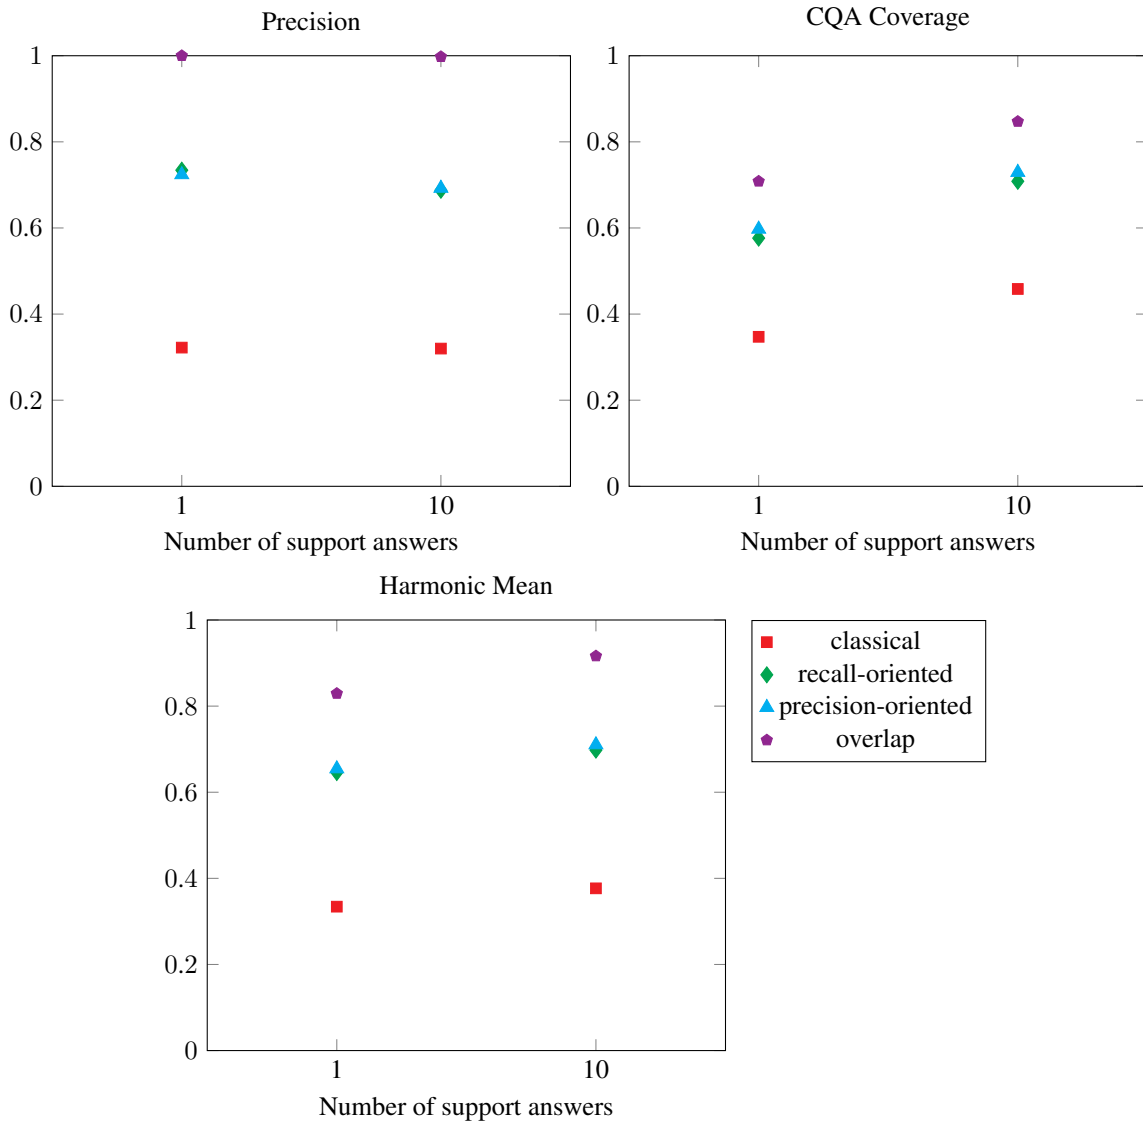 Precision
1
0.8
0.6
0.4
0.2
0
1 10
Number of support answers
CQA Coverage
1
0.8
0.6
0.4
0.2
0
1 10
Number of support answers
Harmonic Mean
1
0.8
0.6
0.4
0.2
0
1 10
Number of support answers
classical
recall-oriented
precision-oriented
overlap